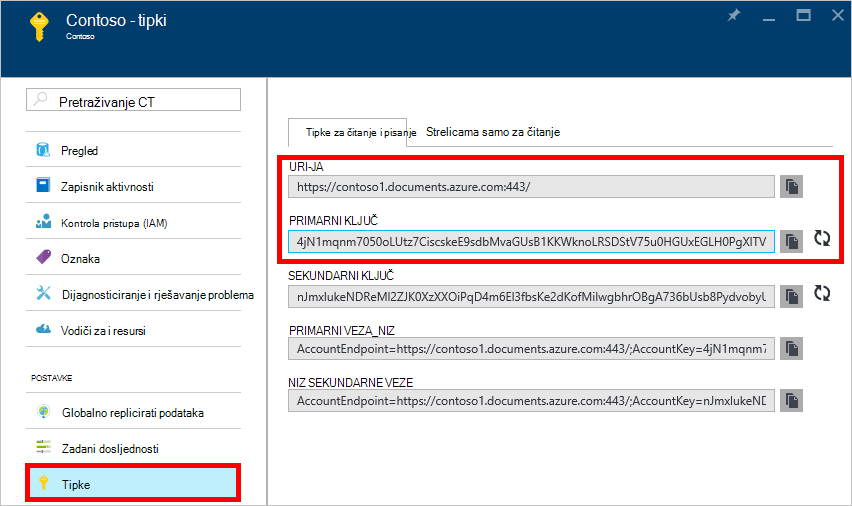 Contoso - tipki
Contoso
Pretraživanje CT
Pregled
Zapisnik aktivnosti
Kontrola pristupa (IAM)
Oznaka
Dijagnosticiranje i rješavanje problema
Vodiči za i resursi
POSTAVKE
Globalno replicirati podataka
Zadani dosljednosti
Tipke
Tipke za čitanje i pisanje
Strelicama samo za čitanje
URI-JA
https://contoso1.documents.azure.com:443/
PRIMARNI KLJUČ
4jN1mqnm7050oLUtz7CiscskeE9sdbMvaGUsB1KKWknoLRSDStV75u0HGUxEGLH0PgXlTV
SEKUNDARNI KLJUČ
nJmxlukeNDReMl2ZJK0XzXXOiPqD4m6El3fbsKe2dKofMilwgbhrOBgA736bUsb8Pydvobyl
PRIMARNI VEZA_NIZ
AccountEndpoint=https://contoso1.documents.azure.com:443/;AccountKey=4jN1mqnm7
NIZ SEKUNDARNE VEZE
AccountEndpoint=https://contoso1.documents.azure.com:443/;AccountKey=nJmxlukeND